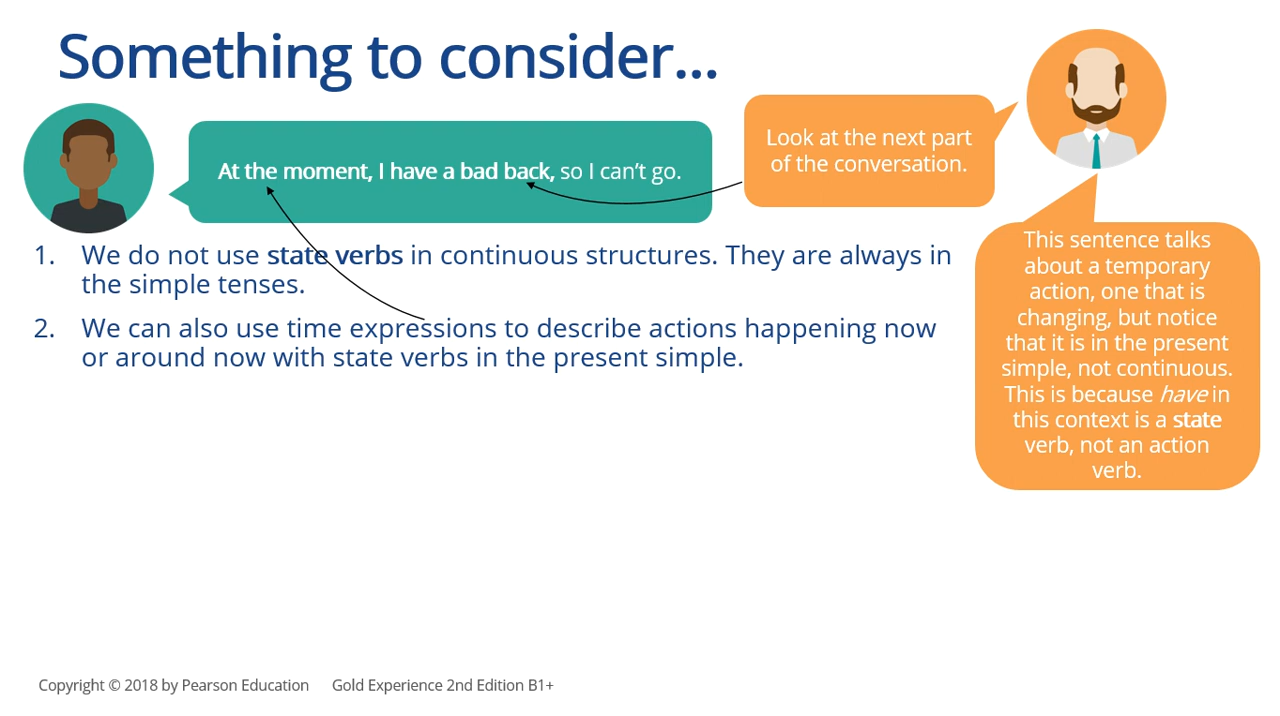 Something to consider...
At the moment, I have a bad back, so I can't go.
Look at the next part
of the conversation.
1. We do not use state verbs in continuous structures. They are always in
the simple tenses.
2. We can also use time expressions to describe actions happening now
or around now with state verbs in the present simple.
This sentence talks
about a temporary
action, one that is
changing, but notice
that it is in the present
simple, not continuous.
This is because have in
this context is a state
verb, not an action
verb.
Copyright © 2018 by Pearson Education Gold Experience 2nd Edition B1+